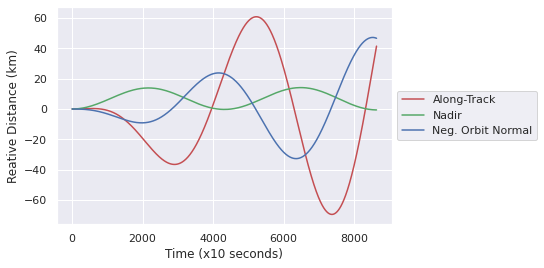 60
40
20
0
−20
−40
−60
Reative Distance (km)
0
2000
4000
6000
8000
Time (x10 seconds)
Along-Track
Nadir
Neg. Orbit Normal